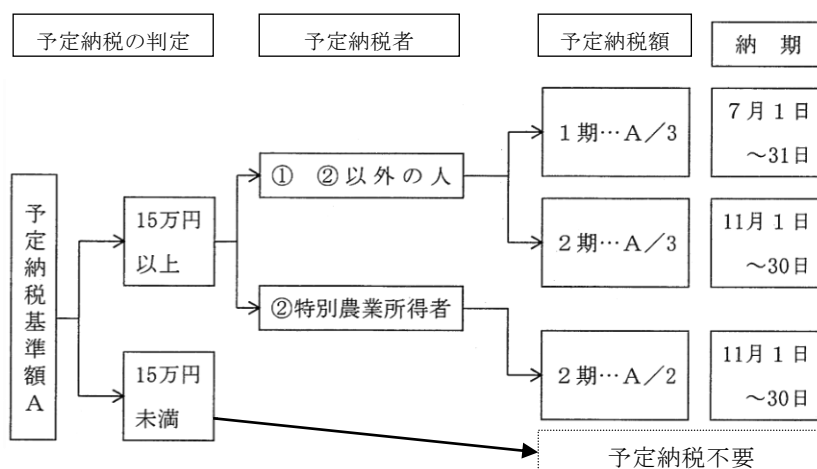 予定納税の判定
予定納税者
予定納税額
納　期
予定納税基準額A
15万円
以上
15万円
未満
①　②以外の人
②特別農業所得者
1期…A／3
2期…A／3
2期…A／2
7月1日
～31日
11月1日
～30日
11月1日
～30日
予定納税不要